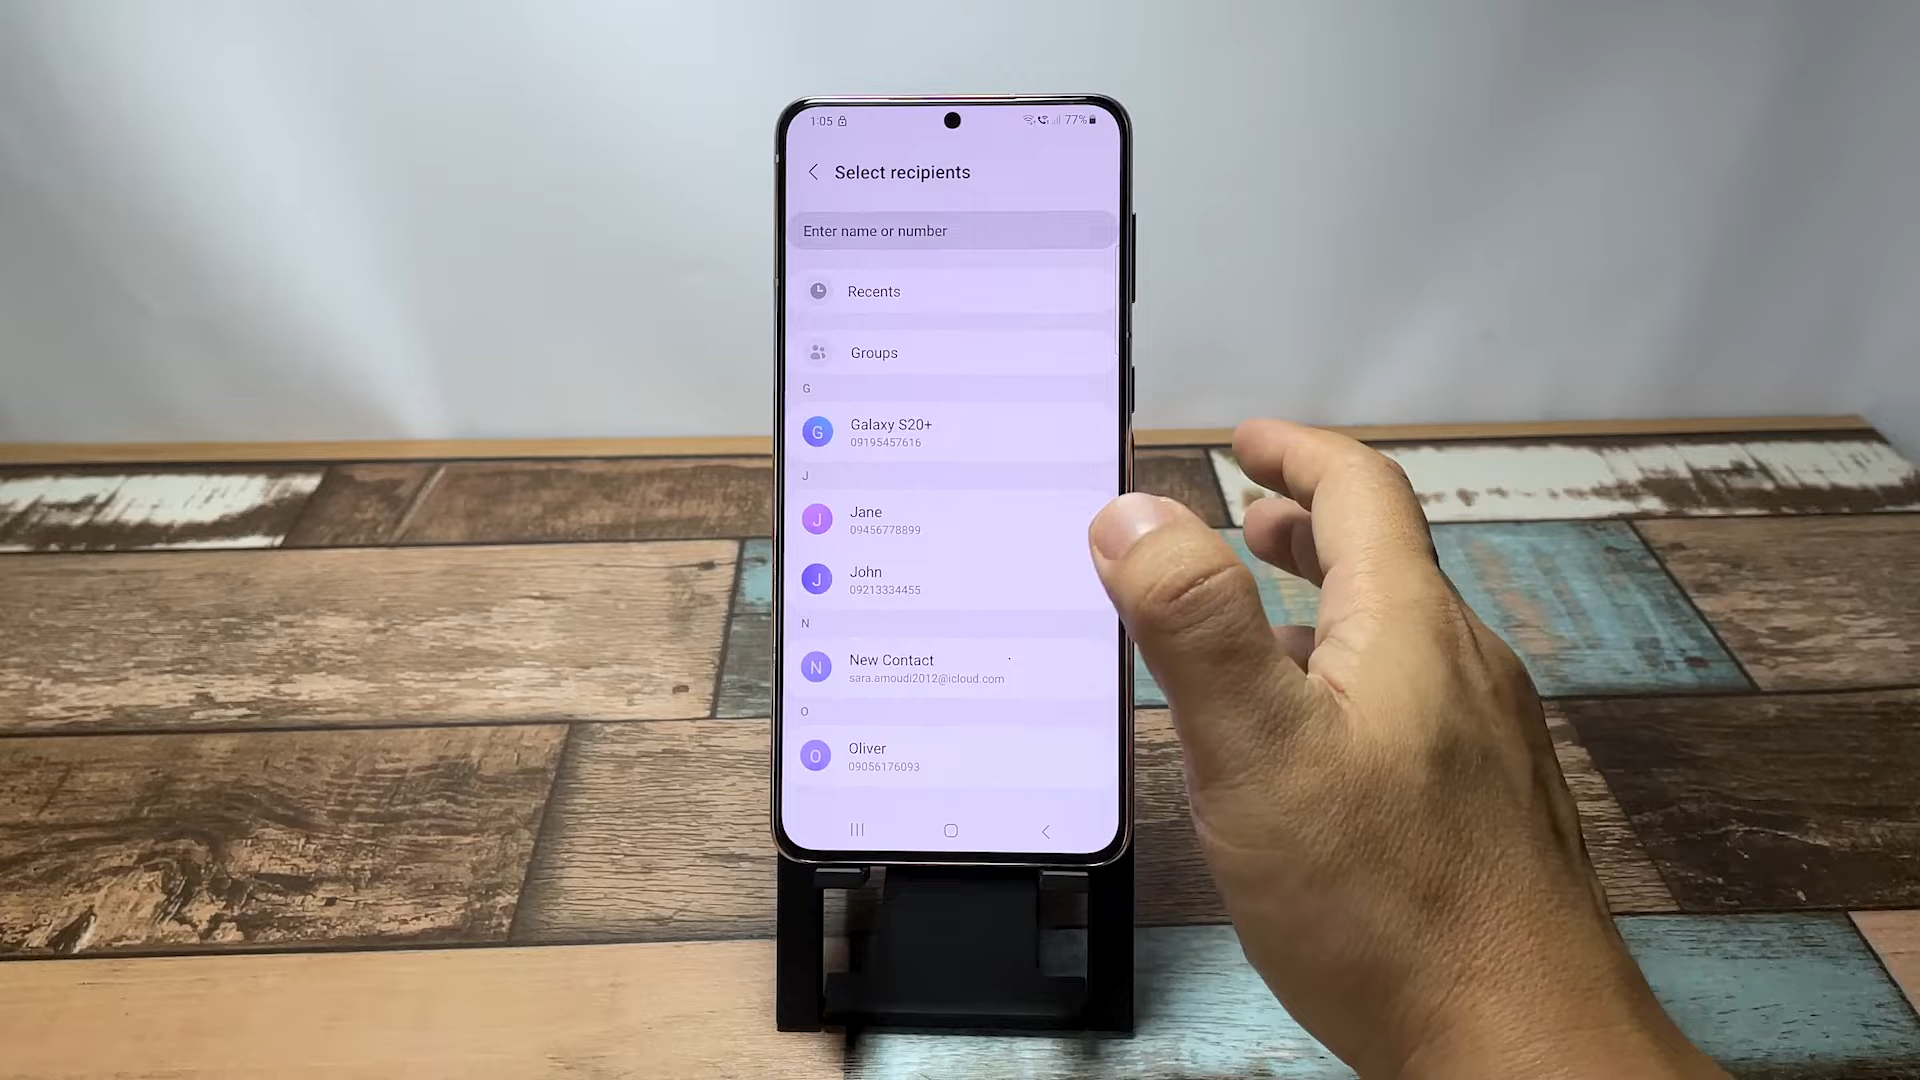 1:05 77%
Select recipients
Enter name or number
Recents
Groups
G
G Galaxy S20+
09195457616
J
J Jane
09456778899
J John
09213334455
N
N New Contact
sara.amoudi2012@icloud.com
O
O Oliver
09056176093